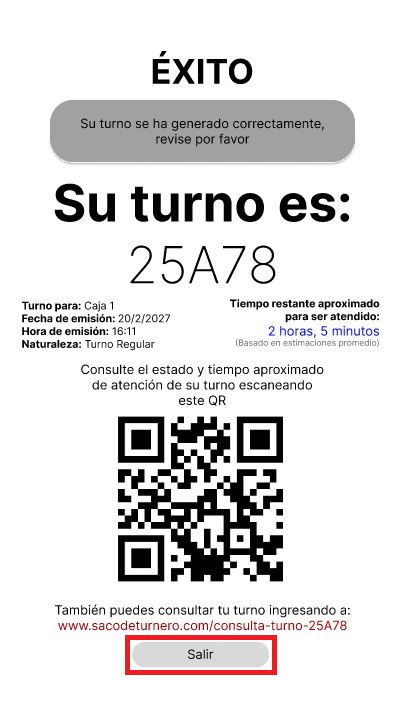 ÉXITO
Su turno se ha generado correctamente,
revise por favor
Su turno es:
25A78
Turno para: Caja 1
Fecha de emisión: 20/2/2027
Hora de emisión: 16:11
Naturaleza: Turno Regular
Tiempo restante aproximado
para ser atendido:
2 horas, 5 minutos
(Basado en estimaciones promedio)
Consulte el estado y tiempo aproximado
de atención de su turno escaneando
este QR
También puedes consultar tu turno ingresando a:
www.sacodeturnero.com/consulta-turno-25A78
Salir